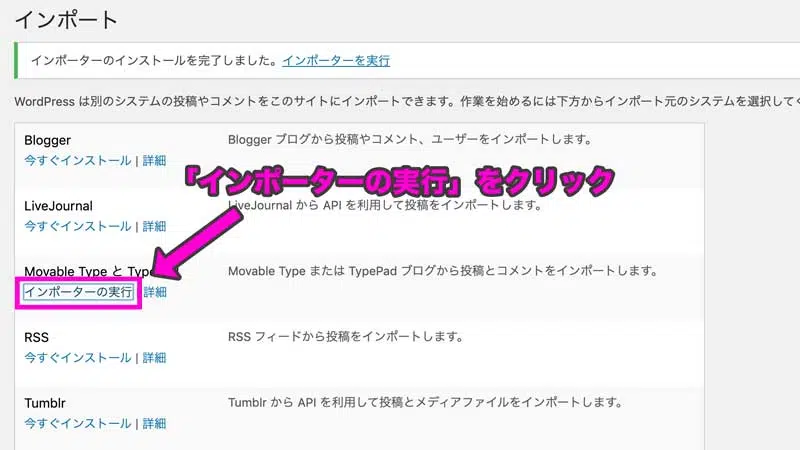 インポート
インポーターのインストールを完了しました。インポーターを実行
WordPress は別のシステムの投稿やコメントをこのサイトにインポートできます。作業を始めるには下方からインポート元のシステムを選択して
Blogger
Blogger ブログから投稿やコメント、ユーザーをインポートします。
今すぐインストール | 詳細
「インポーターの実行」をクリック
LiveJournal
LiveJournal から API を利用して投稿をインポートします。
今すぐインストール | 詳細
Movable Type と Type
Movable Type または TypePad ブログから投稿とコメントをインポートします。
インポーターの実行 詳細
RSS
RSS フィードから投稿をインポートします。
今すぐインストール | 詳細
Tumblr
Tumblr から API を利用して投稿とメディアファイルをインポートします。
今すぐインストール | 詳細